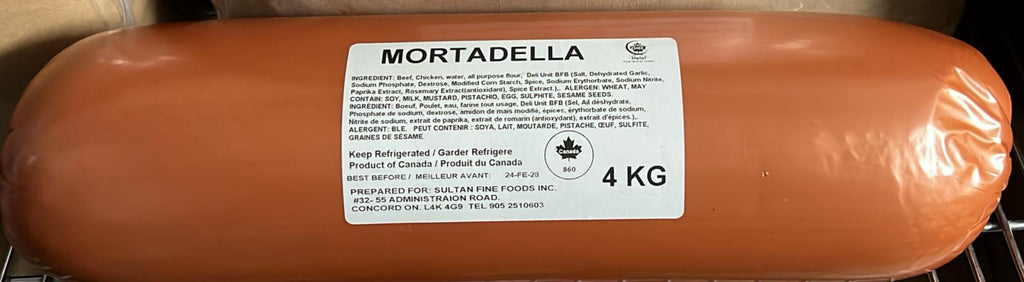 MORTADELLA
INGREDIENT: Beef, Chicken, water, all purpose flour, Deli Unit BFB (Salt, Dehydrated Garlic,
Sodium Phosphate, Dextrose, Modified Corn Starch, Spice, Sodium Erythorbate, Sodium Nitrite,
Paprika Extract, Rosemary Extract(antioxidant), Spice Extract.),. ALERGEN: WHEAT, MAY
CONTAIN: SOY, MILK, MUSTARD, PISTACHIO, EGG, SULPHITE, SESAME SEEDS.
INGRÉDIENT: Boeuf, Poulet, eau, farine tout usage, Deli Unit BFB (Sel, Ail déshydraté,
Phosphate de sodium, dextrose, amidon de mais modifié, épices, érythorbate de sodium,
Nitrite de sodium, extrait de paprika, extrait de romarin (antioxydant), extrait d'épices.),.
ALERGENT: BLE. PEUT CONTENIR : SOYA, LAIT, MOUTARDE, PISTACHE, ŒUF, SULFITE,
GRAINES DE SÉSAME.
Keep Refrigerated / Garder Refrigere
Product of Canada / Produit du Canada
BEST BEFORE / MEILLEUR AVANT: 24-FE-28
Canada
860
4 KG
PREPARED FOR: SULTAN FINE FOODS INC.
#32- 55 ADMINISTRAION ROAD.
CONCORD ON. L4K 4G9 TEL 905 2510603